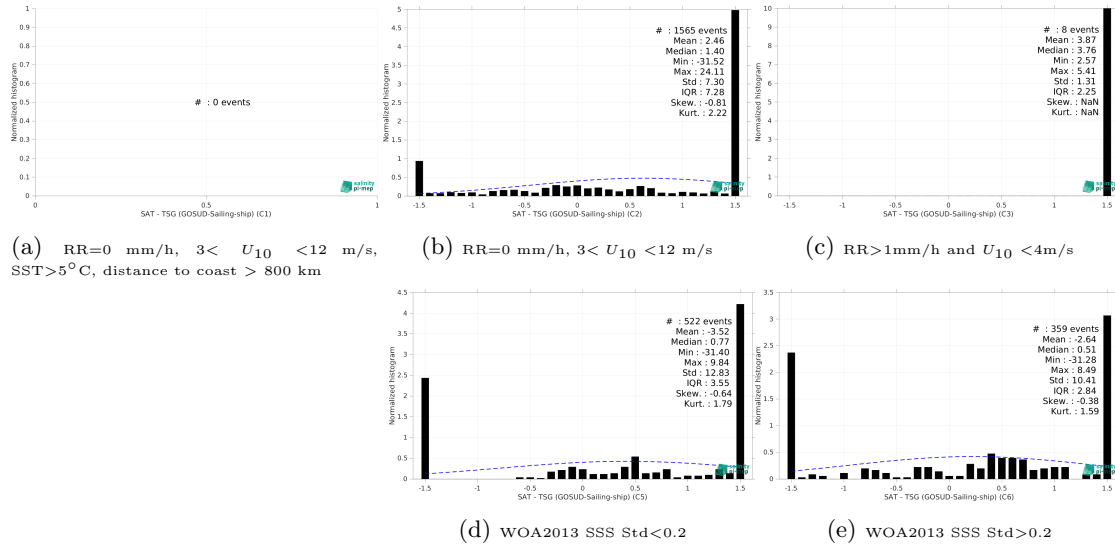 1
0.9
0.8
0.7
0.6
0.5
0.4
0.3
0.2
0.1
0
Normalized histogram
# : 0 events
salinity
pi-mep
0 0.5 1
SAT - TSG (GOSUD-Sailing-ship) (C1)
(a) RR=0 mm/h, 3< U10 <12 m/s,
SST>5°C, distance to coast > 800 km
5
4.5
4
3.5
3
2.5
2
1.5
1
0.5
0
Normalized histogram
# : 1565 events
Mean : 2.46
Median : 1.40
Min : -31.52
Max : 24.11
Std : 7.30
IQR : 7.28
Skew. : -0.81
Kurt. : 2.22
salinity
pi-mep
-1.5 -1 -0.5 0 0.5 1 1.5
SAT - TSG (GOSUD-Sailing-ship) (C2)
(b) RR=0 mm/h, 3< U10 <12 m/s
10
9
8
7
6
5
4
3
2
1
0
Normalized histogram
# : 8 events
Mean : 3.87
Median : 3.76
Min : 2.57
Max : 5.41
Std : 1.31
IQR : 2.25
Skew. : NaN
Kurt. : NaN
salinity
pi-mep
-1.5 -1 -0.5 0 0.5 1 1.5
SAT - TSG (GOSUD-Sailing-ship) (C3)
(c) RR>1mm/h and U10 <4m/s
4.5
4
3.5
3
2.5
2
1.5
1
0.5
0
Normalized histogram
# : 522 events
Mean : -3.52
Median : 0.77
Min : -31.40
Max : 9.84
Std : 12.83
IQR : 3.55
Skew. : -0.64
Kurt. : 1.79
salinity
pi-mep
-1.5 -1 -0.5 0 0.5 1 1.5
SAT - TSG (GOSUD-Sailing-ship) (C5)
(d) WOA2013 SSS Std<0.2
3.5
3
2.5
2
1.5
1
0.5
0
Normalized histogram
# : 359 events
Mean : -2.64
Median : 0.51
Min : -31.28
Max : 8.49
Std : 10.41
IQR : 2.84
Skew. : -0.38
Kurt. : 1.59
salinity
pi-mep
-1.5 -1 -0.5 0 0.5 1 1.5
SAT - TSG (GOSUD-Sailing-ship) (C6)
(e) WOA2013 SSS Std>0.2